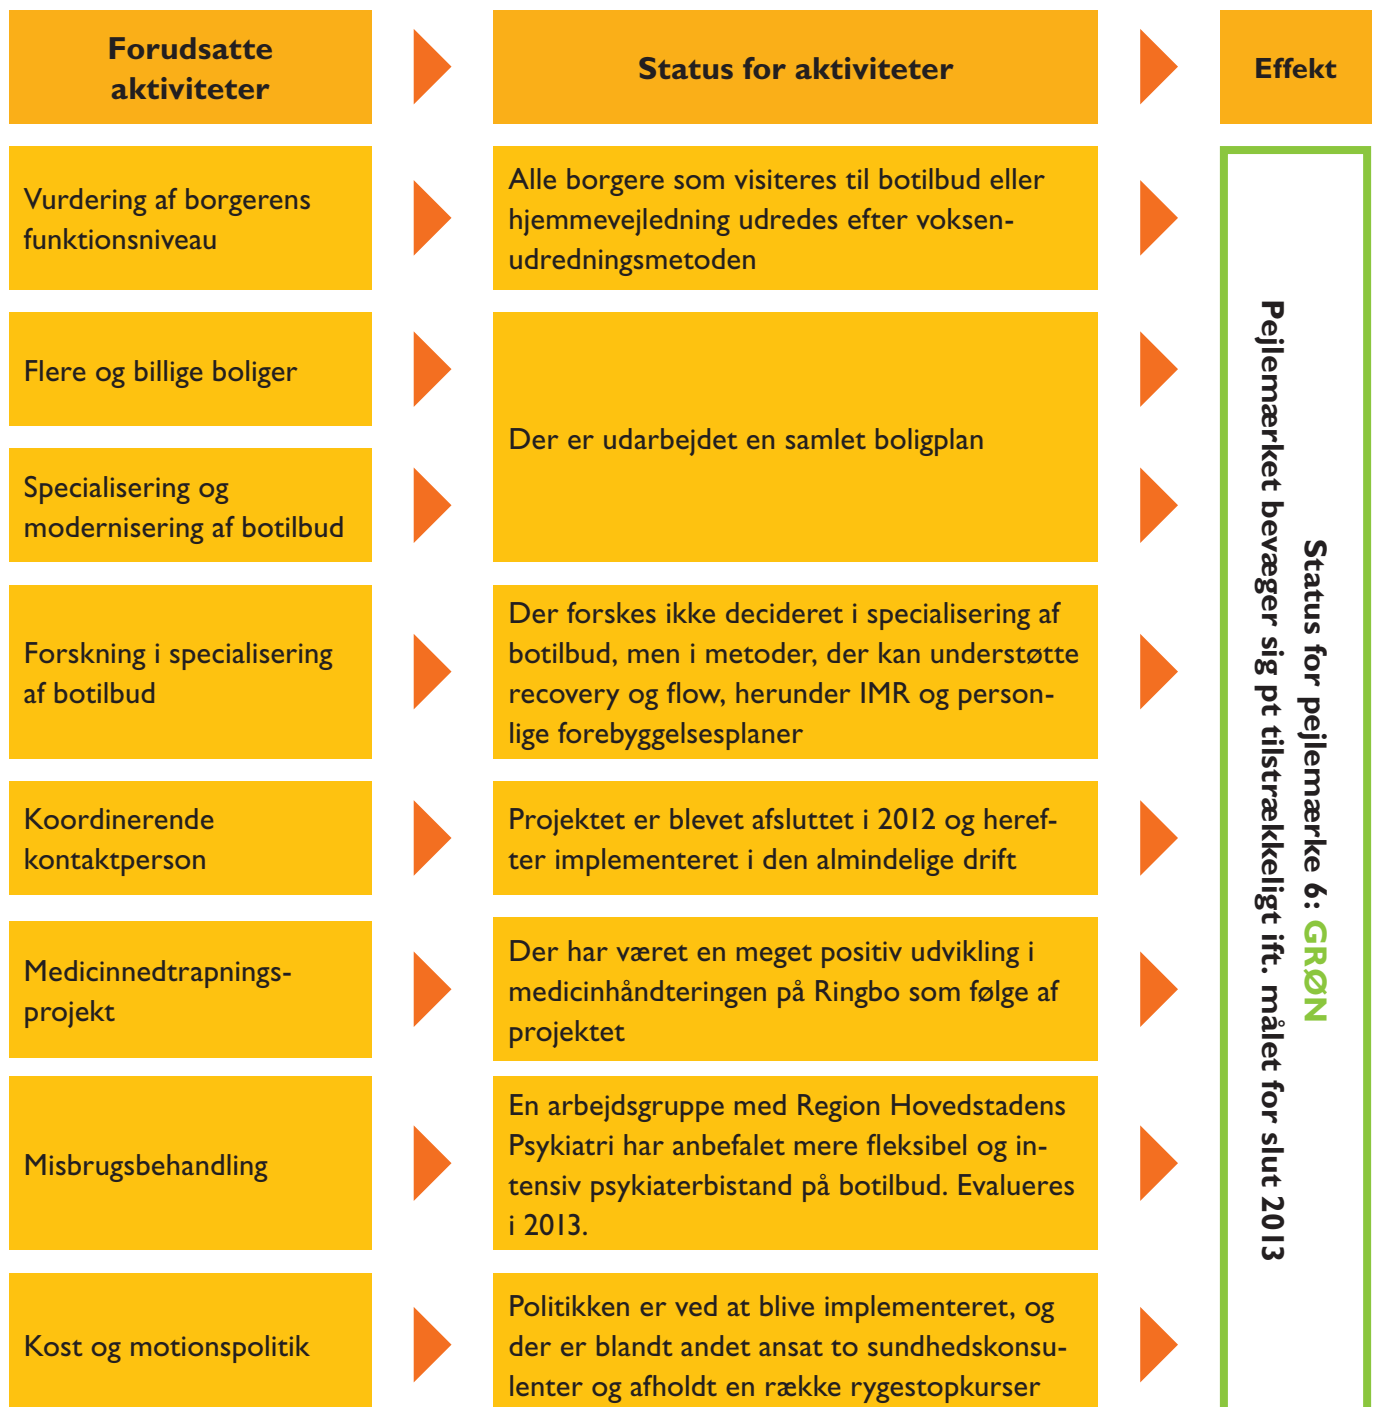 Forudsatte
aktiviteter
Status for aktiviteter
Effekt
Vurdering af borgerens
funktionsniveau
Alle borgere som visiteres til botilbud eller
hjemmevejledning udredes efter voksen-
udredningsmetoden
Flere og billige boliger
Der er udarbejdet en samlet boligplan
Specialisering og
modernisering af botilbud
Forskning i specialisering
af botilbud
Der forskes ikke decideret i specialisering af
botilbud, men i metoder, der kan understøtte
recovery og flow, herunder IMR og person-
lige forebyggelsesplaner
Koordinerende
kontaktperson
Projektet er blevet afsluttet i 2012 og heref-
ter implementeret i den almindelige drift
Medicinnedtrapnings-
projekt
Der har været en meget positiv udvikling i
medicinhåndteringen på Ringbo som følge af
projektet
Misbrugsbehandling
En arbejdsgruppe med Region Hovedstadens
Psykiatri har anbefalet mere fleksibel og in-
tensiv psykiaterbistand på botilbud. Evalueres
i 2013.
Kost og motionspolitik
Politikken er ved at blive implementeret, og
der er blandt andet ansat to sundhedskonsu-
lenter og afholdt en række rygestopkurser
Status for pejlemærke 6: GRØN
Pejlemærket bevæger sig pt tilstrækkeligt ift. målet for slut 2013